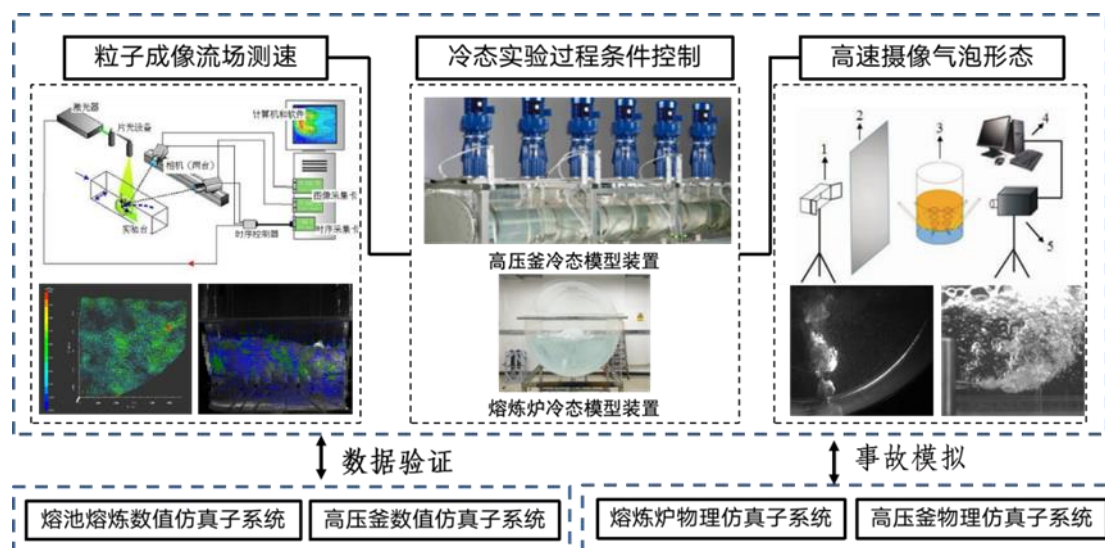 粒子成像流场测速
冷态实验过程条件控制
高速摄像气泡形态
激光器
片光设备
计算机和软件
相机（两台）
图像采集卡
实验台
时序控制器
时序采集卡
高压釜冷态模型装置
熔炼炉冷态模型装置
1
2
3
4
5
数据验证
事故模拟
熔池熔炼数值仿真子系统
高压釜数值仿真子系统
熔炼炉物理仿真子系统
高压釜物理仿真子系统